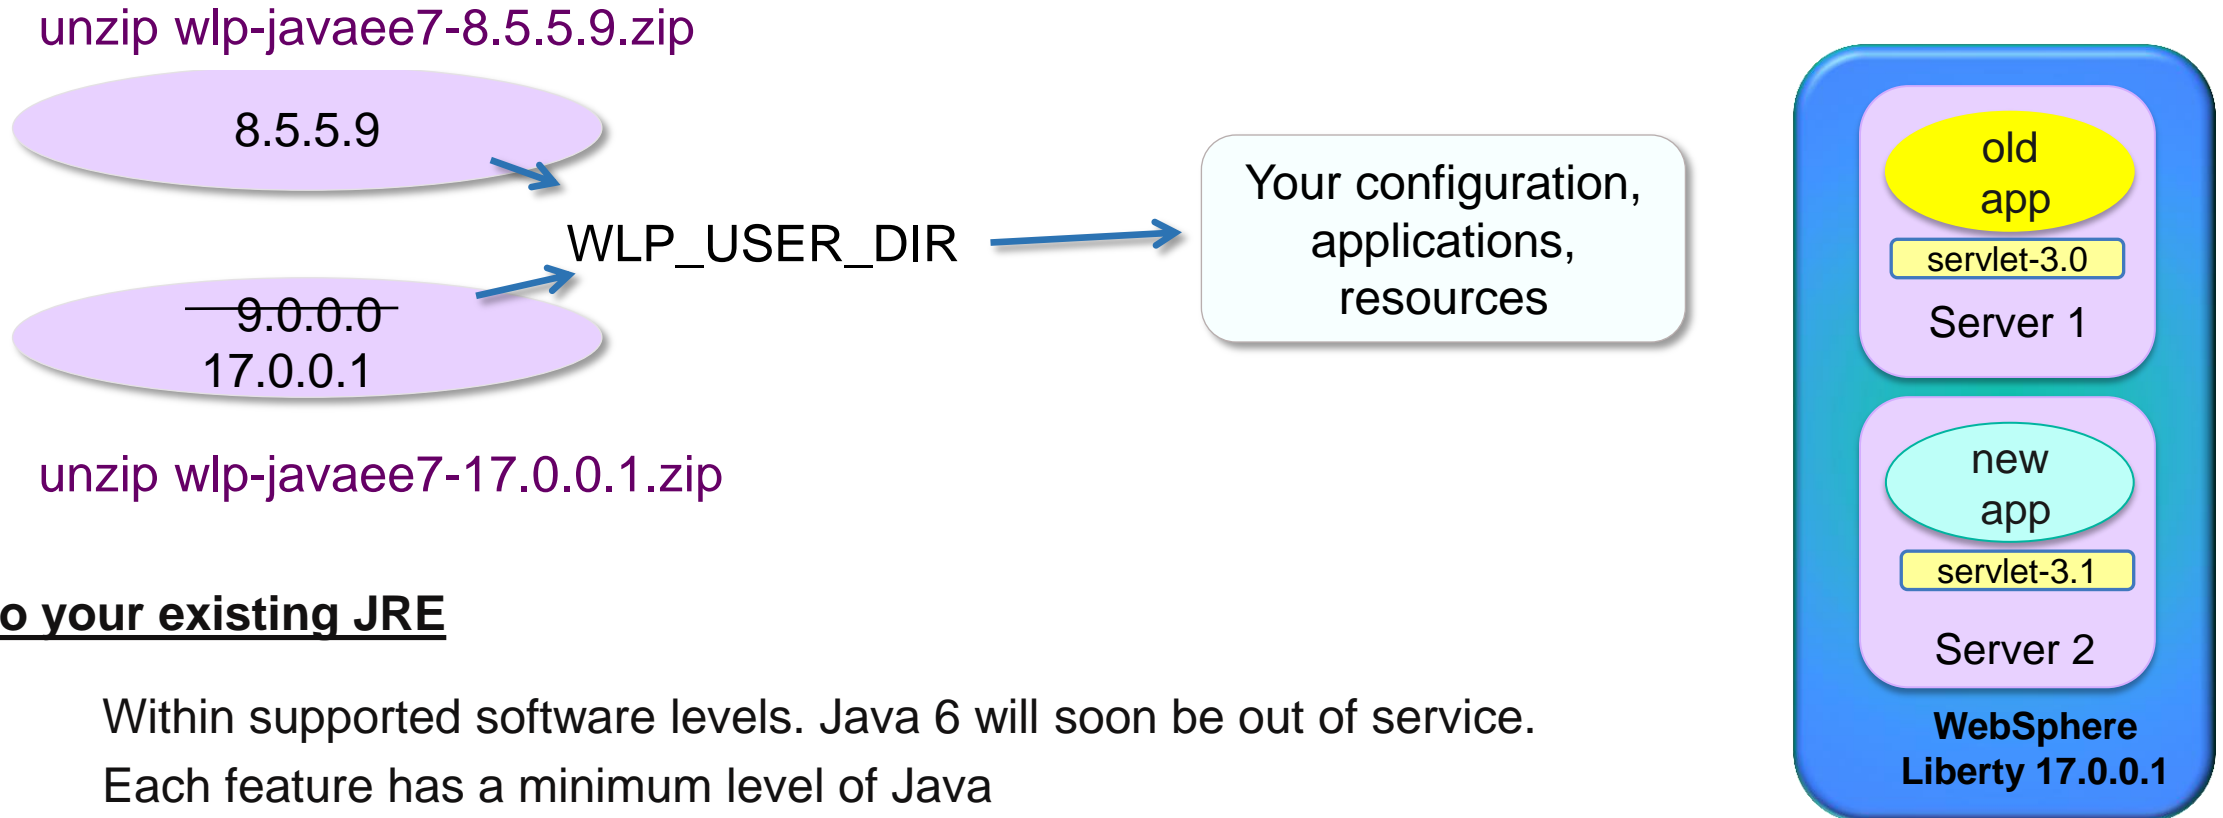 unzip wlp-javaee7-8.5.5.9.zip
8.5.5.9
WLP_USER_DIR
9.0.0.0
17.0.0.1
unzip wlp-javaee7-17.0.0.1.zip
Your configuration,
applications,
resources
old
app
servlet-3.0
Server 1
new
app
servlet-3.1
Server 2
WebSphere
Liberty 17.0.0.1
o your existing JRE
Within supported software levels. Java 6 will soon be out of service.
Each feature has a minimum level of Java